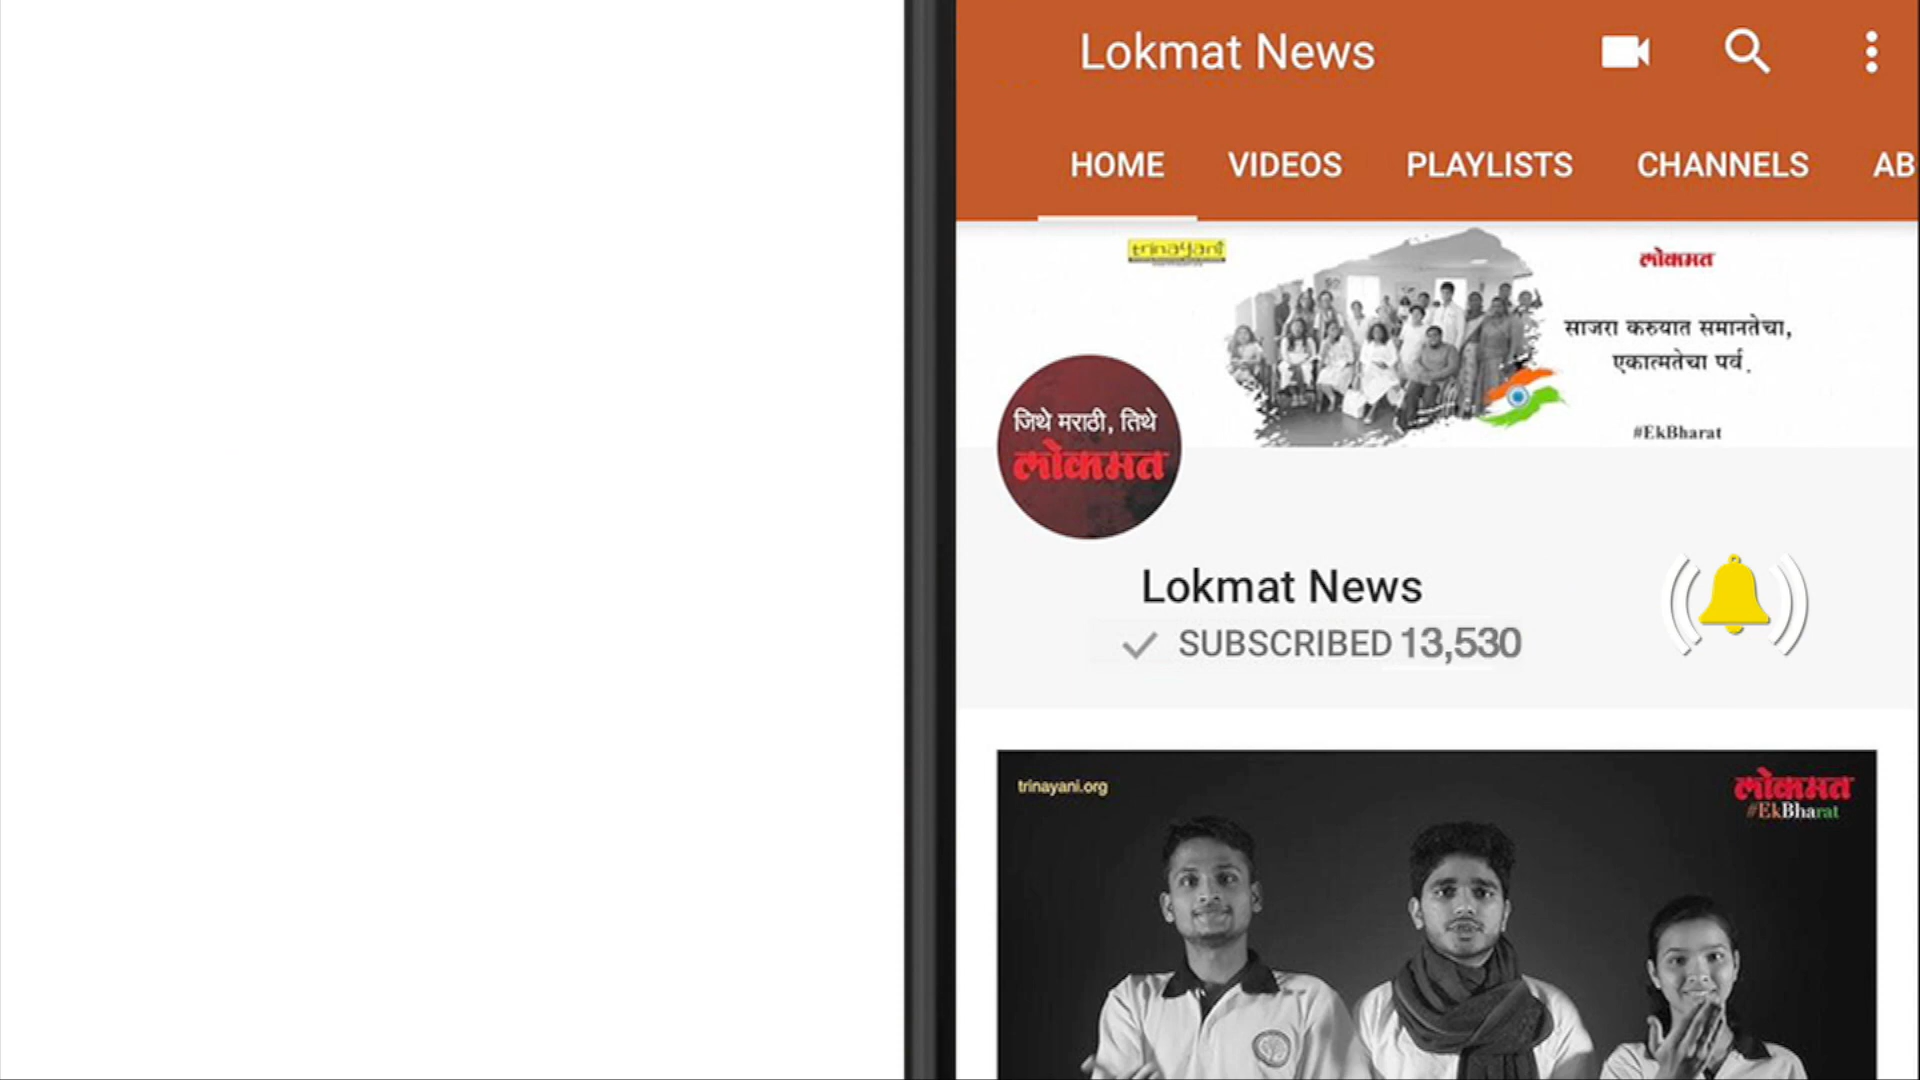 Lokmat News
HOME VIDEOS PLAYLISTS CHANNELS AB
trinayani
लोकमत
साजरा करुयात समानतेचा,
एकात्मतेचा पर्व.
#EkBharat
जिथे मराठी, तिथे
लोकमत
Lokmat News
SUBSCRIBED 13,530
trinayani.org
लोकमत
#EkBharat